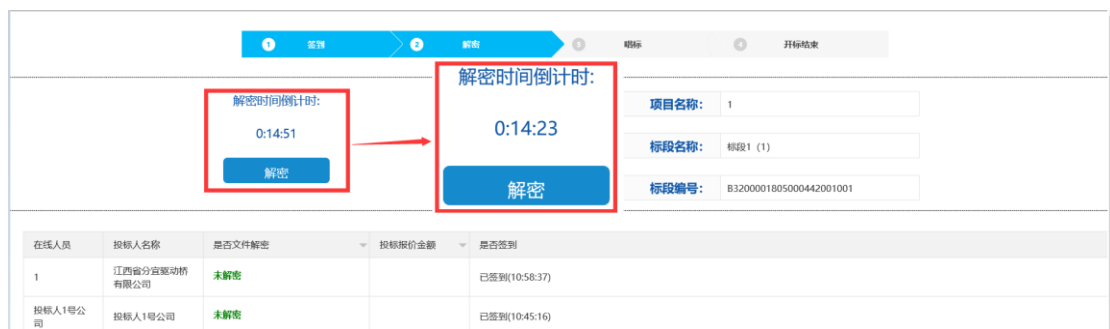 1 签到
2 解密
3 唱标
4 开标结束
解密时间倒计时:
0:14:51
解密
解密时间倒计时:
0:14:23
解密
项目名称： 1
标段名称： 标段1（1）
标段编号： B3200001805000442001001
在线人员 投标人名称 是否文件解密 投标报价金额 是否签到
1 江西省分宜驱动桥 未解密 已签到(10:58:37)
有限公司
投标人1号公 投标人1号公司 未解密 已签到(10:45:16)
司